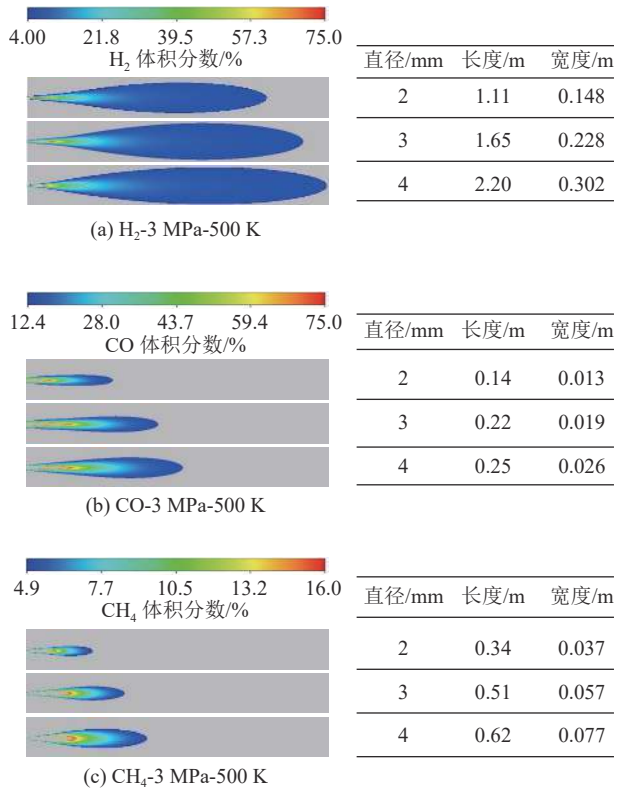 4.00 21.8 39.5 57.3 75.0
H₂ 体积分数/%
直径/mm 长度/m 宽度/m
2 1.11 0.148
3 1.65 0.228
4 2.20 0.302
(a) H₂-3 MPa-500 K
12.4 28.0 43.7 59.4 75.0
CO 体积分数/%
直径/mm 长度/m 宽度/m
2 0.14 0.013
3 0.22 0.019
4 0.25 0.026
(b) CO-3 MPa-500 K
4.9 7.7 10.5 13.2 16.0
CH₄ 体积分数/%
直径/mm 长度/m 宽度/m
2 0.34 0.037
3 0.51 0.057
4 0.62 0.077
(c) CH₄-3 MPa-500 K